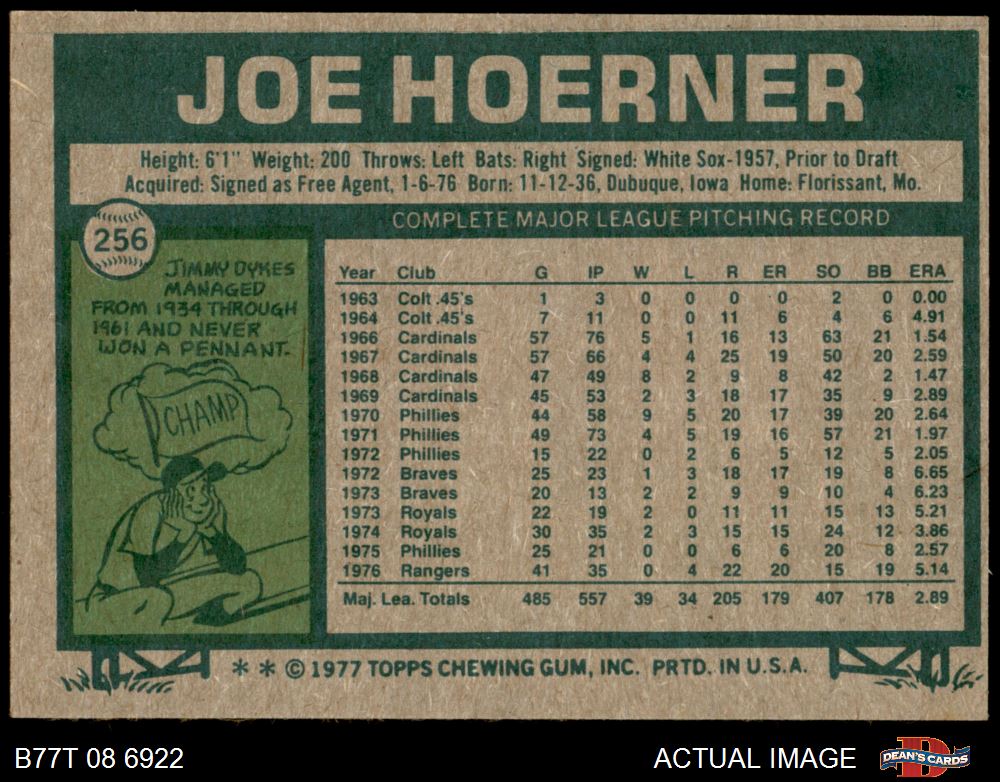 JOE HOERNER
Height: 6'1" Weight: 200 Throws: Left Bats: Right Signed: White Sox-1957, Prior to Draft
Acquired: Signed as Free Agent, 1-6-76 Born: 11-12-36, Dubuque, Iowa Home: Florissant, Mo.
256
JIMMY DYKES
MANAGED
FROM 1934 THROUGH
1961 AND NEVER
WON A PENNANT.
CHAMP
COMPLETE MAJOR LEAGUE PITCHING RECORD
Year Club G IP W L R ER SO BB ERA
1963 Colt .45's 1 3 0 0 0 0 2 0 0.00
1964 Colt .45's 7 11 0 0 11 6 4 6 4.91
1966 Cardinals 57 76 5 1 16 13 63 21 1.54
1967 Cardinals 57 66 4 4 25 19 50 20 2.59
1968 Cardinals 47 49 8 2 9 8 42 2 1.47
1969 Cardinals 45 53 2 3 18 17 35 9 2.89
1970 Phillies 44 58 9 5 20 17 39 20 2.64
1971 Phillies 49 73 4 5 19 16 57 21 1.97
1972 Phillies 15 22 0 2 6 5 12 5 2.05
1972 Braves 25 23 1 3 18 17 19 8 6.65
1973 Braves 20 13 2 2 9 9 10 4 6.23
1973 Royals 22 19 2 0 11 11 15 13 5.21
1974 Royals 30 35 2 3 15 15 24 12 3.86
1975 Phillies 25 21 0 0 6 6 20 8 2.57
1976 Rangers 41 35 0 4 22 20 15 19 5.14
Maj. Lea. Totals 485 557 39 34 205 179 407 178 2.89
* * © 1977 TOPPS CHEWING GUM, INC. PRTD. IN U.S.A.
B77T 08 6922 ACTUAL IMAGE DEAN'S CARDS